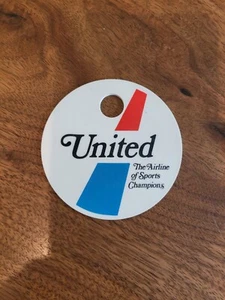 United
The Airline
of Sports
Champions.